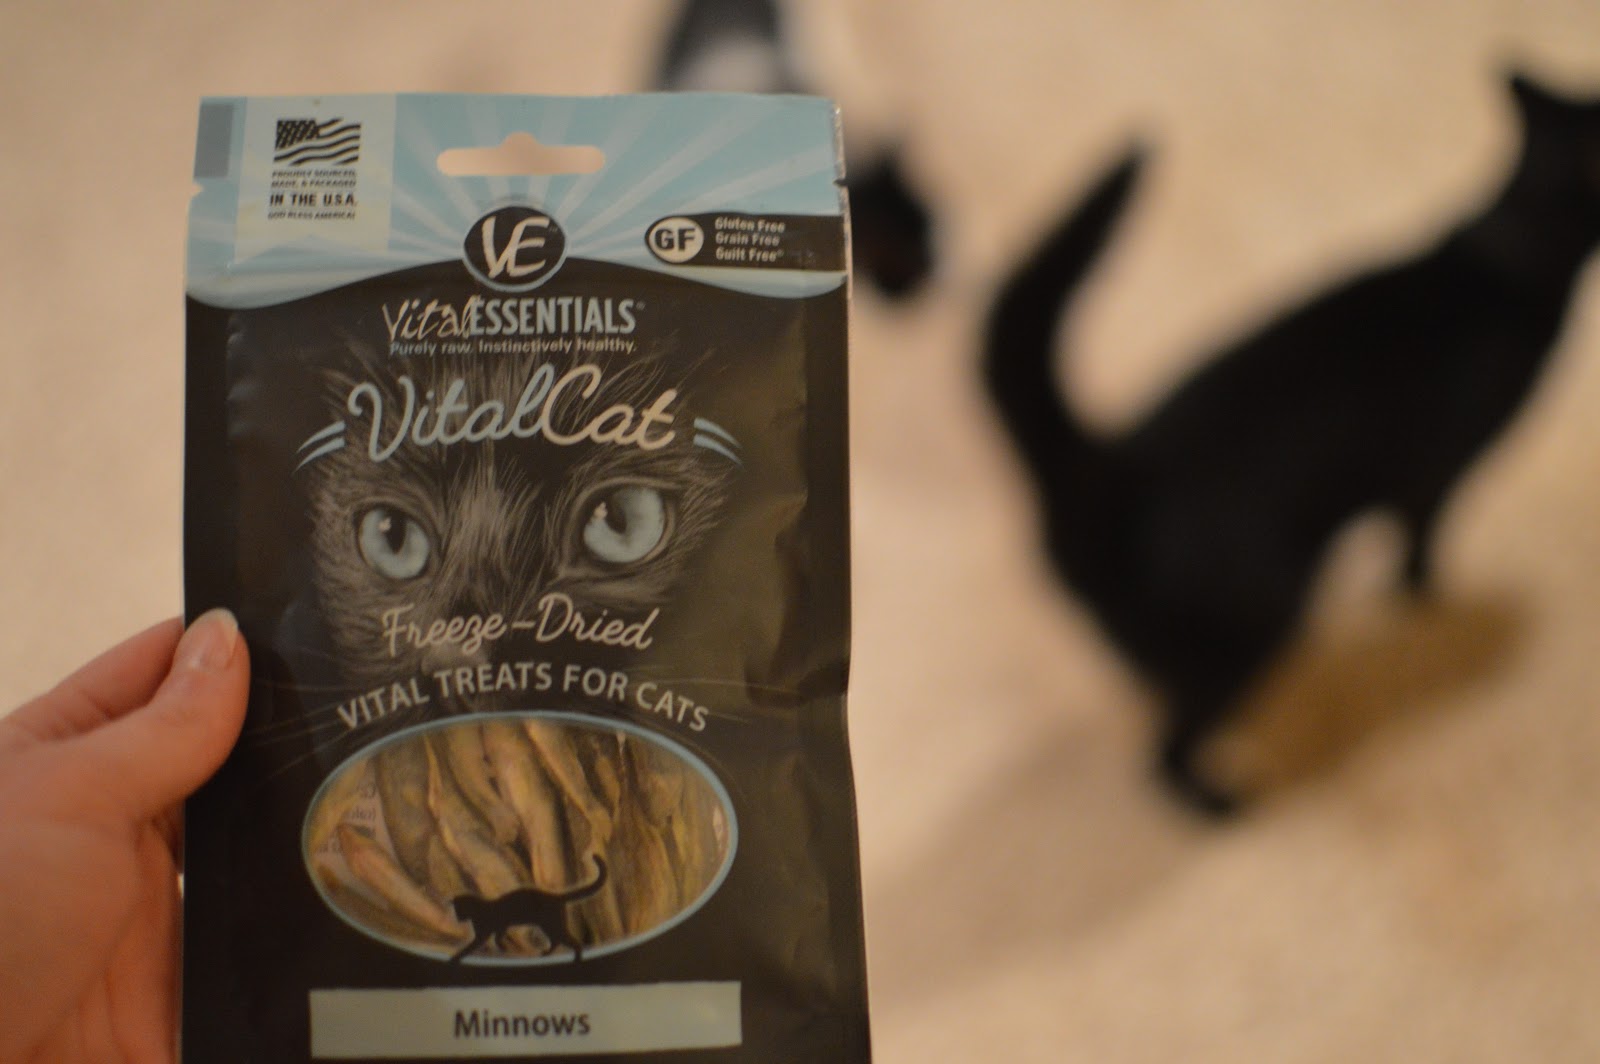 PROUDLY SOURCED,
MADE, & PACKAGED
IN THE U.S.A.
GOD BLESS AMERICA!
VE
GF
Gluten Free
Grain Free
Guilt Free®
VitalESSENTIALS®
Purely raw. Instinctively healthy.
VitalCat
Freeze-Dried
VITAL TREATS FOR CATS
Minnows